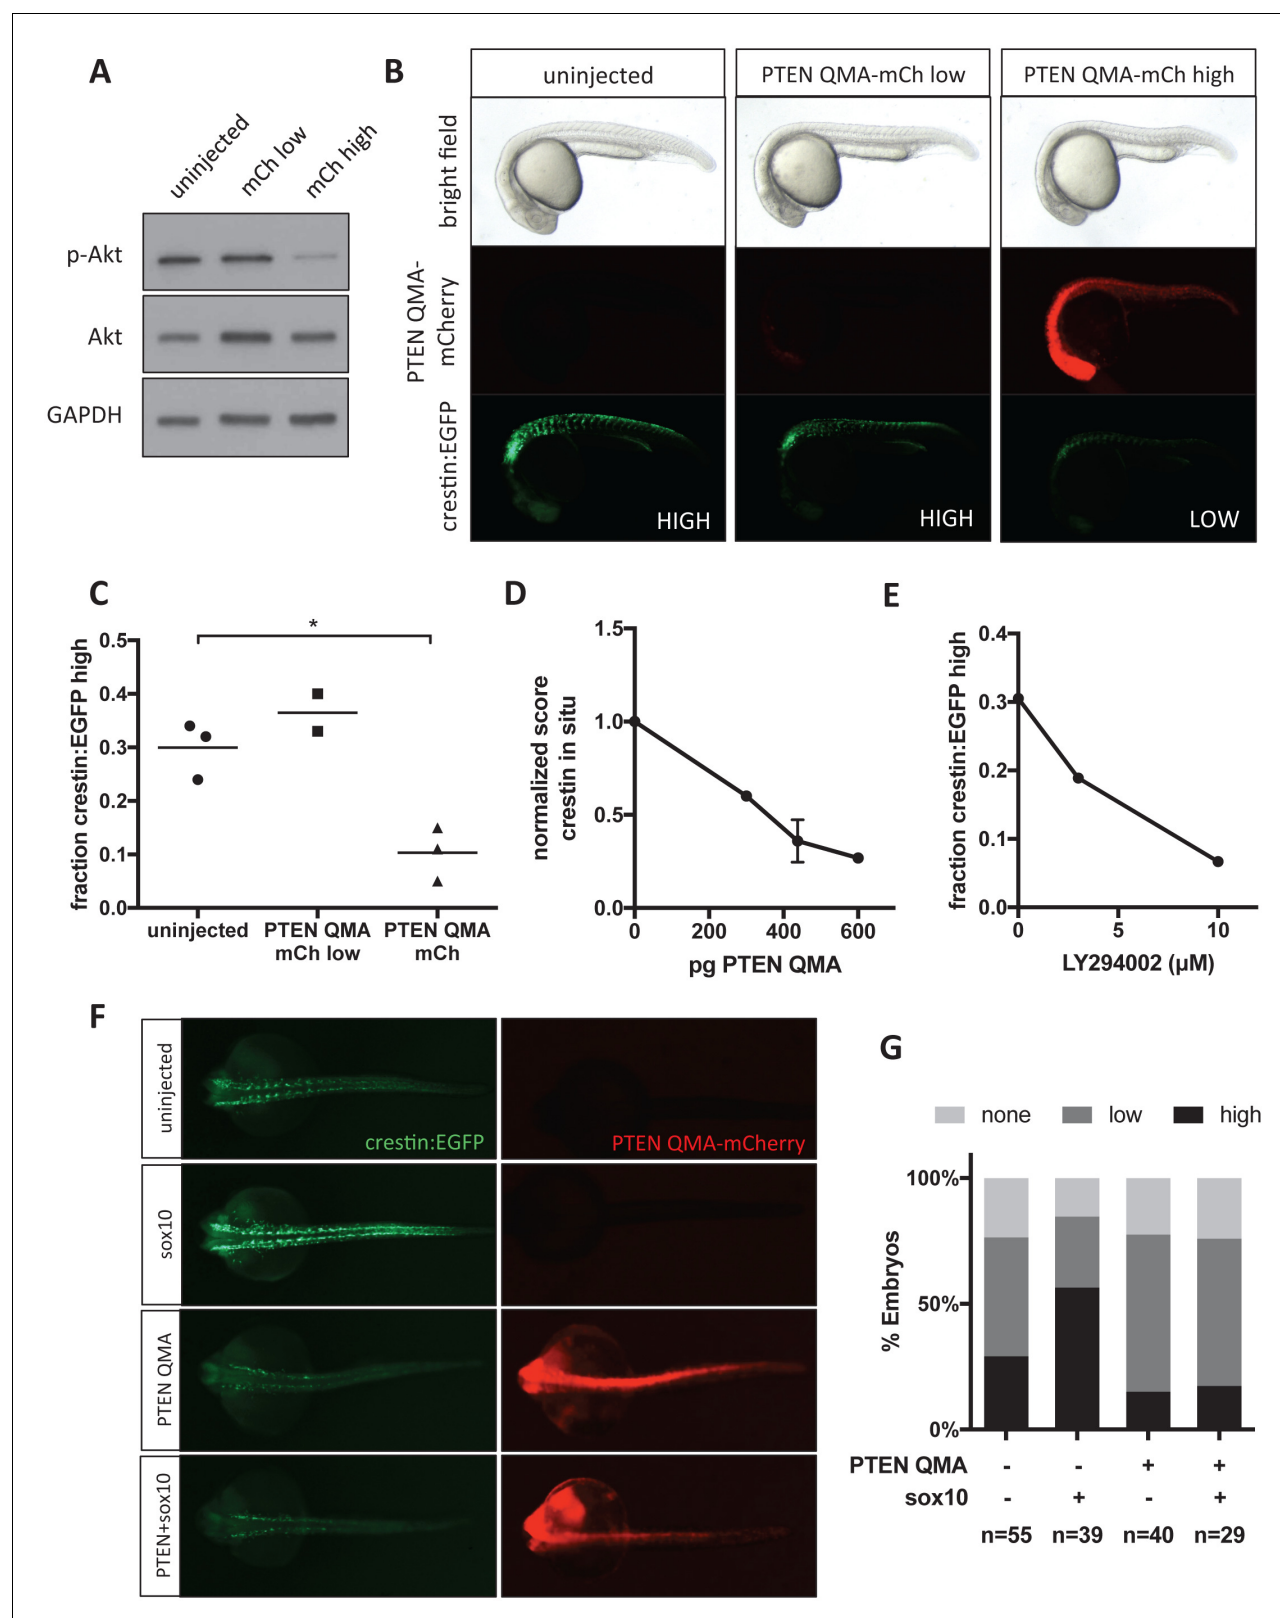 A
uninjected
mCh low
mCh high
p-Akt
Akt
GAPDH
B
uninjected
PTEN QMA-mCh low
PTEN QMA-mCh high
bright field
PTEN QMA-
mCherry
crestin:EGFP
HIGH
HIGH
LOW
C
fraction crestin:EGFP high
0.5
0.4
0.3
0.2
0.1
0.0
*
uninjected
PTEN QMA
mCh low
PTEN QMA
mCh
D
normalized score
crestin in situ
1.5
1.0
0.5
0.0
0
200
400
600
pg PTEN QMA
E
fraction crestin:EGFP high
0.4
0.3
0.2
0.1
0.0
0
5
10
LY294002 (µM)
F
uninjected
crestin:EGFP
PTEN QMA-mCherry
sox10
PTEN QMA
PTEN+sox10
G
none
low
high
% Embryos
100%
50%
0%
PTEN QMA - - + +
sox10 - + - +
n=55 n=39 n=40 n=29